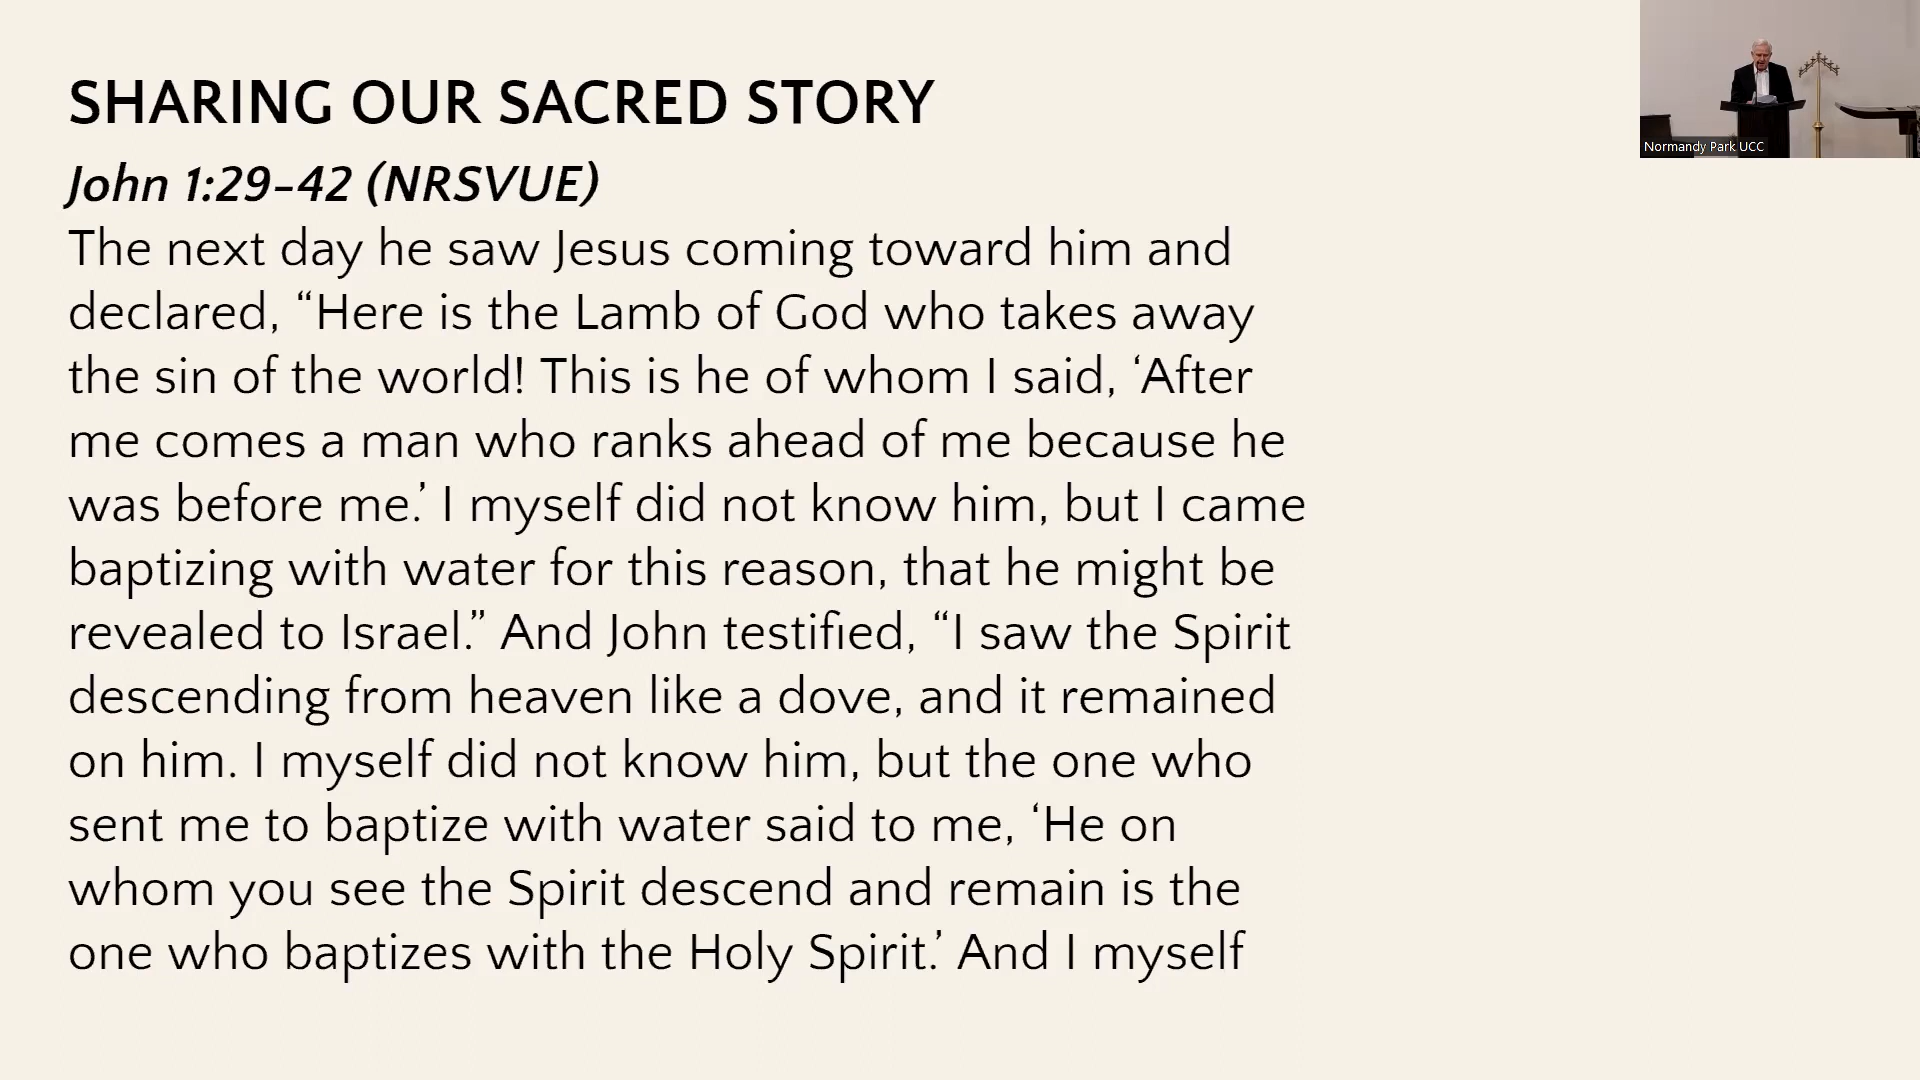 SHARING OUR SACRED STORY
John 1:29-42 (NRSVUE)
The next day he saw Jesus coming toward him and
declared, “Here is the Lamb of God who takes away
the sin of the world! This is he of whom I said, ‘After
me comes a man who ranks ahead of me because he
was before me.’ I myself did not know him, but I came
baptizing with water for this reason, that he might be
revealed to Israel.” And John testified, “I saw the Spirit
descending from heaven like a dove, and it remained
on him. I myself did not know him, but the one who
sent me to baptize with water said to me, ‘He on
whom you see the Spirit descend and remain is the
one who baptizes with the Holy Spirit.’ And I myself
Normandy Park UCC